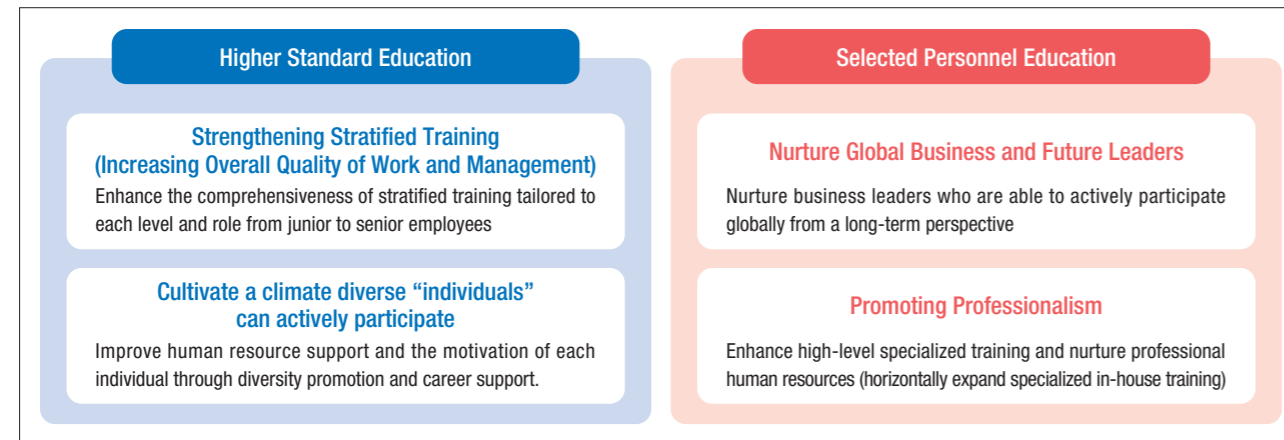 Higher Standard Education
Strengthening Stratified Training
(Increasing Overall Quality of Work and Management)
Enhance the comprehensiveness of stratified training tailored to
each level and role from junior to senior employees
Cultivate a climate diverse “individuals”
can actively participate
Improve human resource support and the motivation of each
individual through diversity promotion and career support.
Selected Personnel Education
Nurture Global Business and Future Leaders
Nurture business leaders who are able to actively participate
globally from a long-term perspective
Promoting Professionalism
Enhance high-level specialized training and nurture professional
human resources (horizontally expand specialized in-house training)